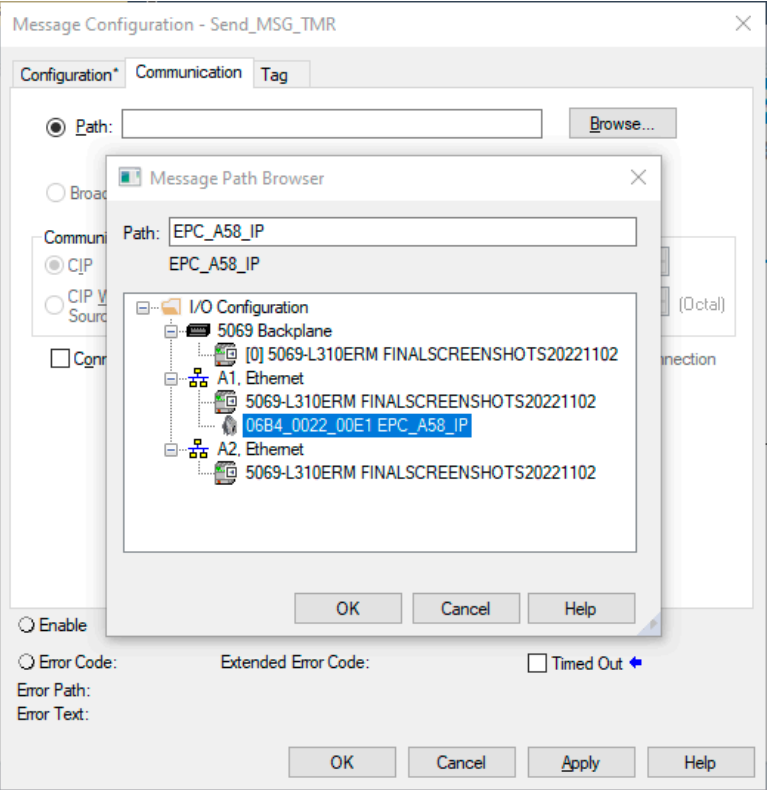 Message Configuration - Send_MSG_TMR
Configuration* Communication Tag
Path: Browse...
Message Path Browser
Broad
Path: EPC_A58_IP
Communi
EPC_A58_IP
CIP
CIP W
Sourc
(Octal)
I/O Configuration
5069 Backplane
[0] 5069-L310ERM FINALSCREENSHOTS20221102
Conn
nnection
A1, Ethernet
5069-L310ERM FINALSCREENSHOTS20221102
06B4_0022_00E1 EPC_A58_IP
A2, Ethernet
5069-L310ERM FINALSCREENSHOTS20221102
OK Cancel Help
Enable
Error Code: Extended Error Code: Timed Out
Error Path:
Error Text:
OK Cancel Apply Help